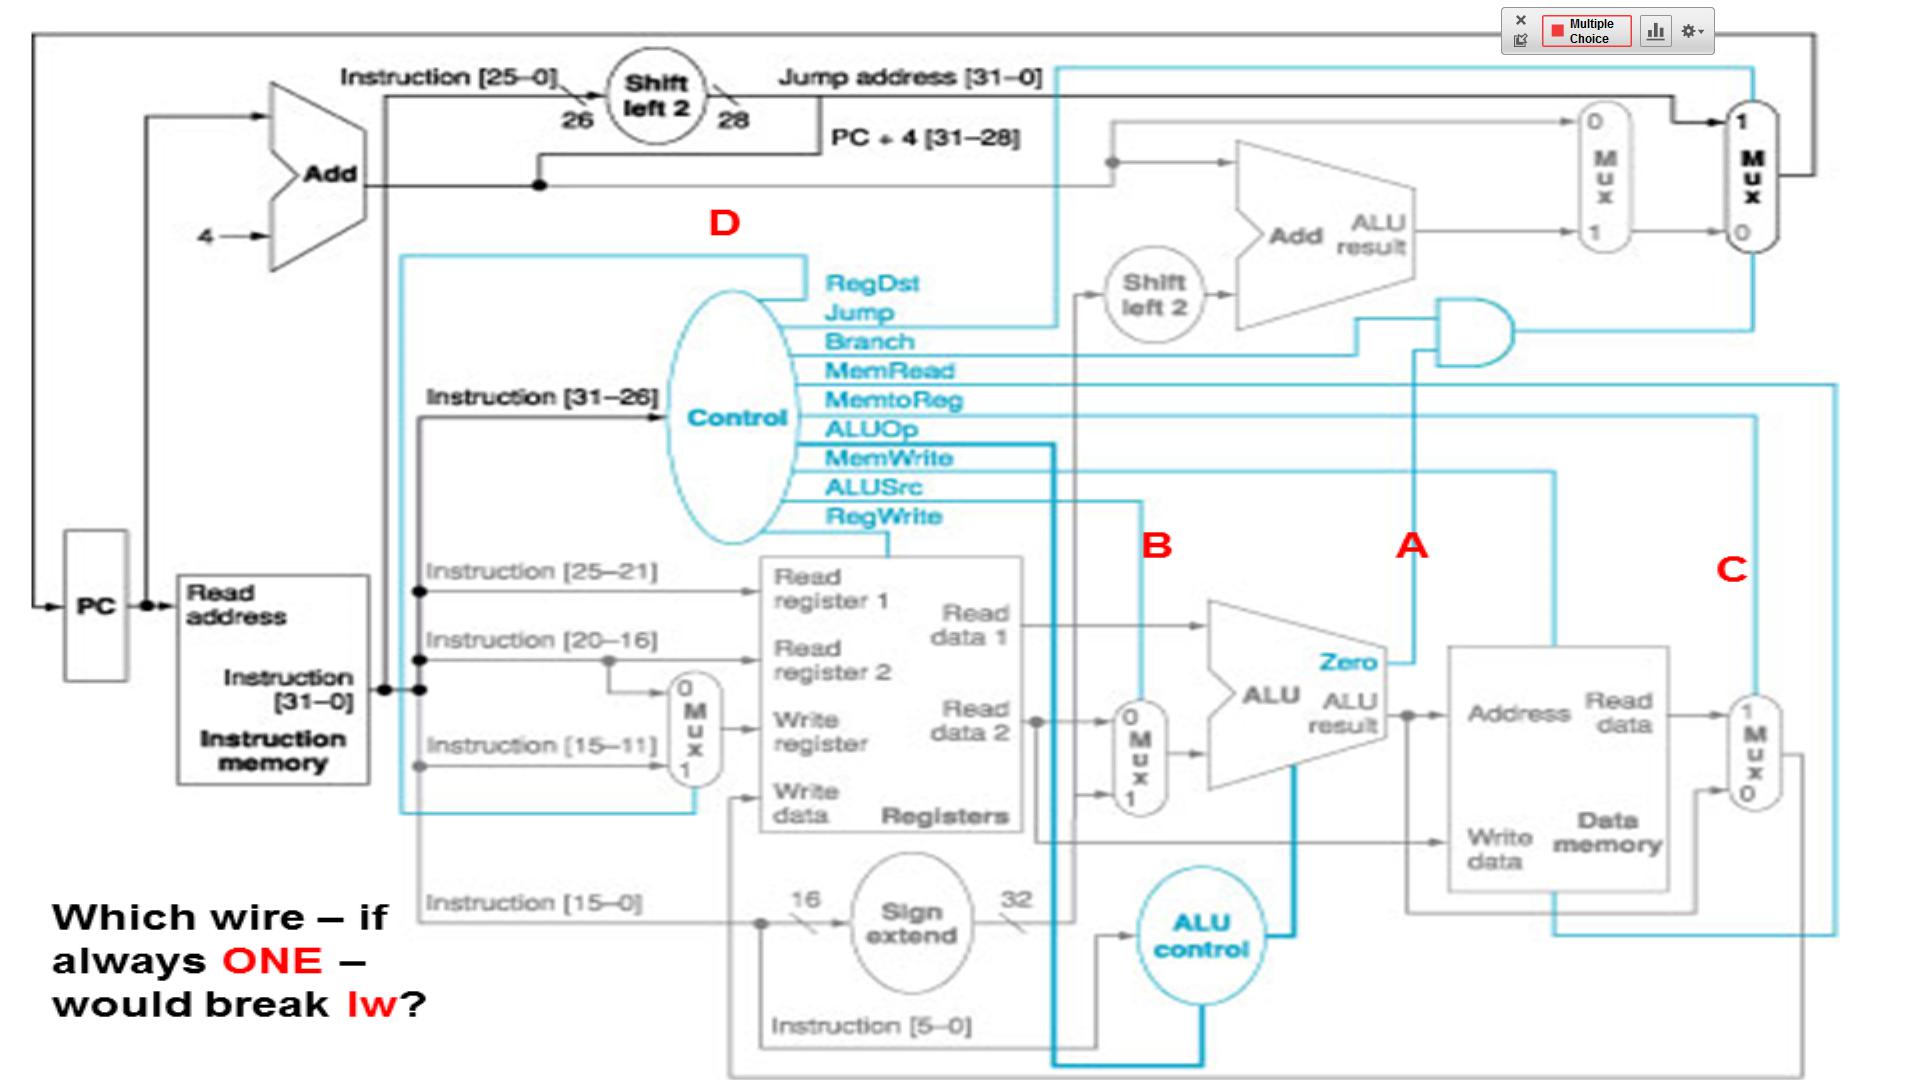 Multiple
Choice
Instruction [25–0]
Shift
left 2
Jump address [31–0]
26
28
PC + 4 [31–28]
Add
4
0
M
u
x
1
1
M
u
x
0
D
Add
ALU
result
Shift
left 2
RegDst
Jump
Branch
MemRead
MemtoReg
ALUOp
MemWrite
ALUSrc
RegWrite
Instruction [31–26]
Control
B
A
C
PC
Read
address
Instruction
[31–0]
Instruction
memory
Instruction [25–21]
Instruction [20–16]
Instruction [15–11]
0
M
u
x
1
Read
register 1
Read
register 2
Write
register
Write
data
Read
data 1
Read
data 2
Registers
0
M
u
x
1
Zero
ALU
ALU
result
Address
Read
data
Write
data
Data
memory
1
M
u
x
0
Instruction [15–0]
16
Sign
extend
32
ALU
control
Instruction [5–0]
Which wire – if
always ONE –
would break lw?